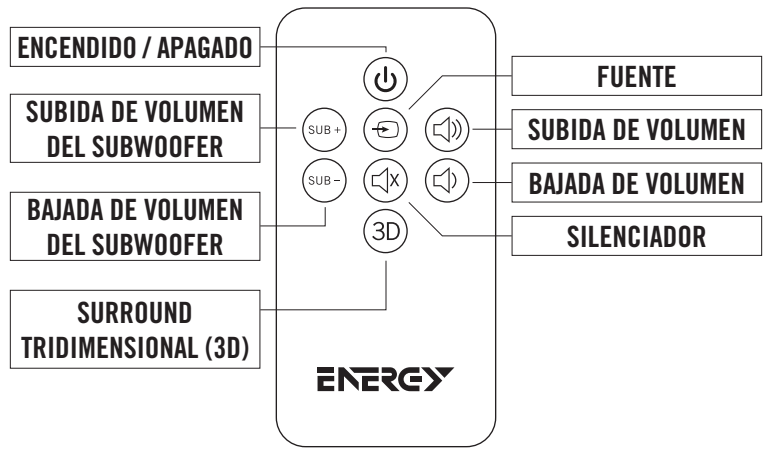 ENCENDIDO / APAGADO
SUBIDA DE VOLUMEN
DEL SUBWOOFER
BAJADA DE VOLUMEN
DEL SUBWOOFER
SURROUND
TRIDIMENSIONAL (3D)
SUB +
SUB –
3D
ENERGY
FUENTE
SUBIDA DE VOLUMEN
BAJADA DE VOLUMEN
SILENCIADOR